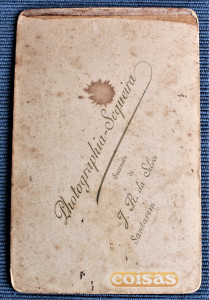 Photographia-Sequeira
Successor
de
J. R. da Silva
Santarem
coisas